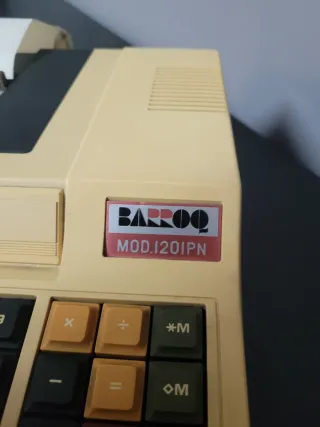 BARROQ
MOD.1201PN
× ÷ *M
− = ◇M